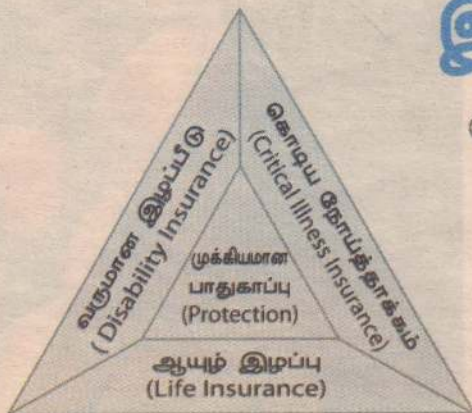 வருமான இழப்பீடு
( Disability Insurance)
கொடிய நோய்த்தாக்கம்
(Critical Illness Insurance)
முக்கியமான
பாதுகாப்பு
(Protection)
ஆயுழ் இழப்பு
(Life Insurance)